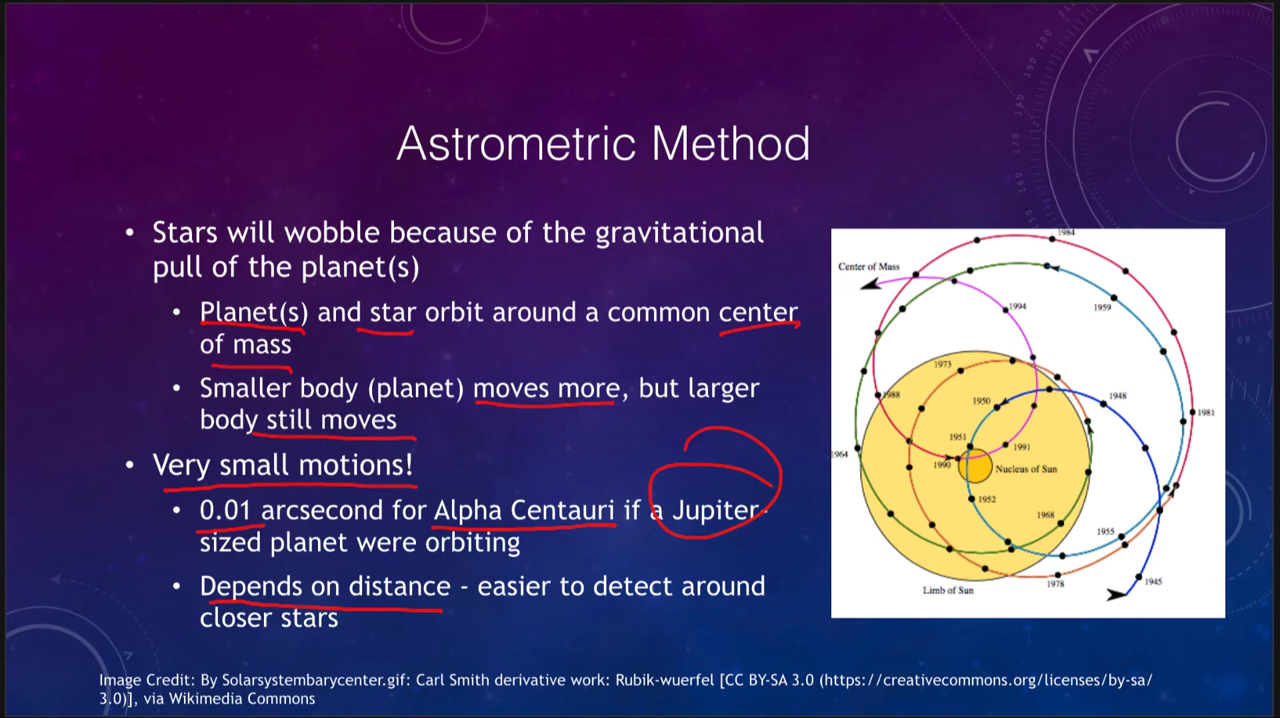 Astrometric Method
• Stars will wobble because of the gravitational
pull of the planet(s)
• Planet(s) and star orbit around a common center
of mass
• Smaller body (planet) moves more, but larger
body still moves
• Very small motions!
• 0.01 arcsecond for Alpha Centauri if a Jupiter-
sized planet were orbiting
• Depends on distance - easier to detect around
closer stars
1984
Center of Mass
1994
1959
1973
1988
1950
1948
1981
1951
1991
1964
1990
Nucleus of Sun
1952
1968
1955
1978
1945
Limb of Sun
Image Credit: By Solarsystembarycenter.gif: Carl Smith derivative work: Rubik-wuerfel [CC BY-SA 3.0 (https://creativecommons.org/licenses/by-sa/
3.0)], via Wikimedia Commons